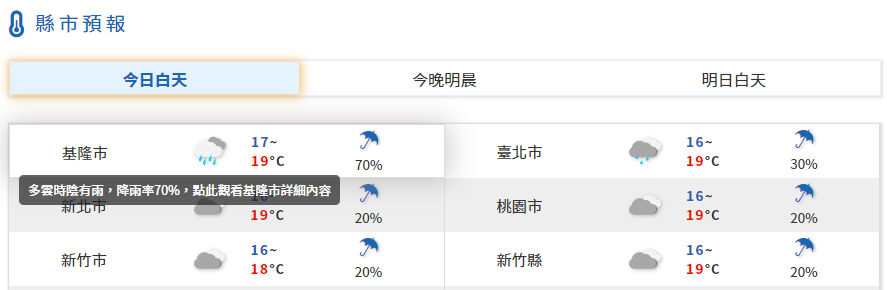 縣市預報
今日白天
今晚明晨
明日白天
基隆市
17~
19°C
70%
臺北市
16~
19°C
30%
多雲時陰有雨，降雨率70%，點此觀看基隆市詳細內容
新北市
19°C
20%
桃園市
16~
19°C
20%
新竹市
16~
18°C
20%
新竹縣
16~
19°C
20%